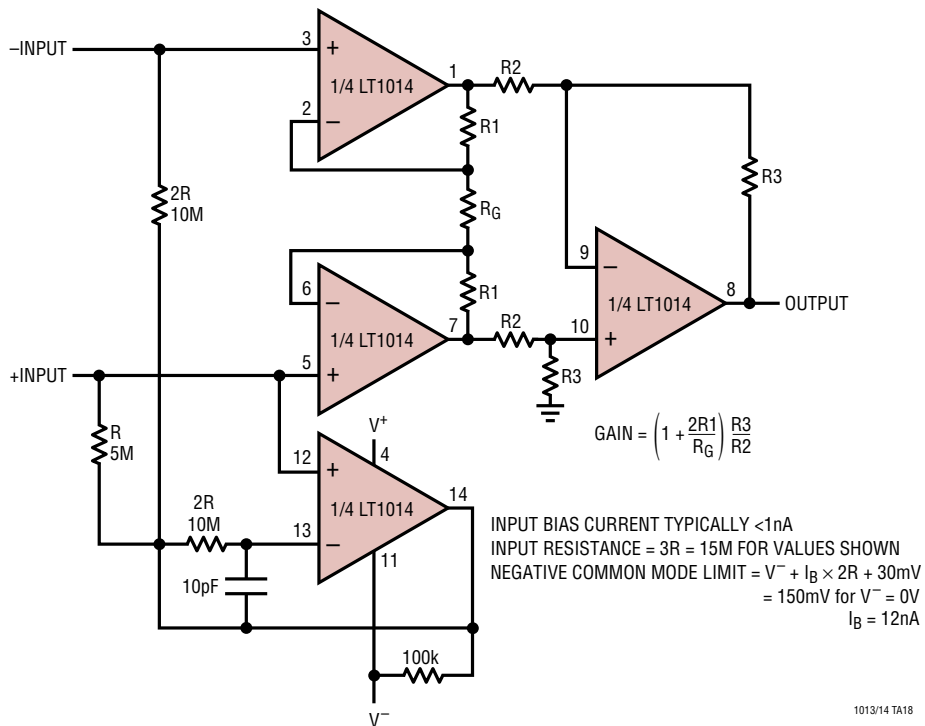 –INPUT
3
+
1/4 LT1014
2
–
1
R2
R1
R3
2R
10M
RG
6
–
1/4 LT1014
5
+
7
R1
R2
9
–
1/4 LT1014
10
+
8
OUTPUT
R3
+INPUT
R
5M
V+
4
12
+
1/4 LT1014
14
2R
10M
13
–
11
10pF
100k
V–
GAIN = (1 + 2R1/RG) R3/R2
INPUT BIAS CURRENT TYPICALLY <1nA
INPUT RESISTANCE = 3R = 15M FOR VALUES SHOWN
NEGATIVE COMMON MODE LIMIT = V– + IB × 2R + 30mV
= 150mV for V– = 0V
IB = 12nA
1013/14 TA18